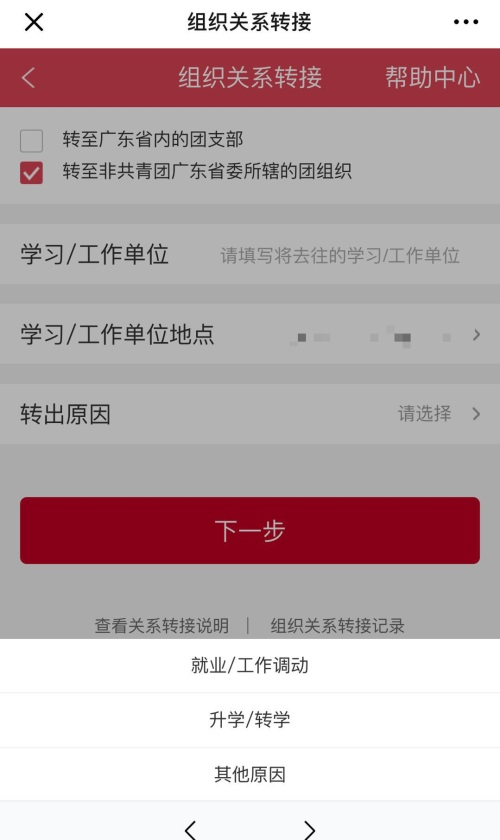 组织关系转接
组织关系转接 帮助中心
转至广东省内的团支部
转至非共青团广东省委所辖的团组织
学习/工作单位 请填写将去往的学习/工作单位
学习/工作单位地点
转出原因 请选择
下一步
查看关系转接说明 | 组织关系转接记录
就业/工作调动
升学/转学
其他原因